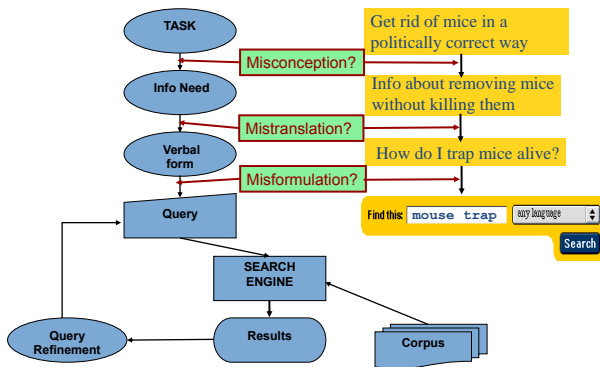 TASK
Get rid of mice in a
politically correct way
Misconception?
Info Need
Info about removing mice
without killing them
Mistranslation?
Verbal
form
How do I trap mice alive?
Misformulation?
Query
Find this: mouse trap any language
Search
SEARCH
ENGINE
Query
Refinement
Results
Corpus